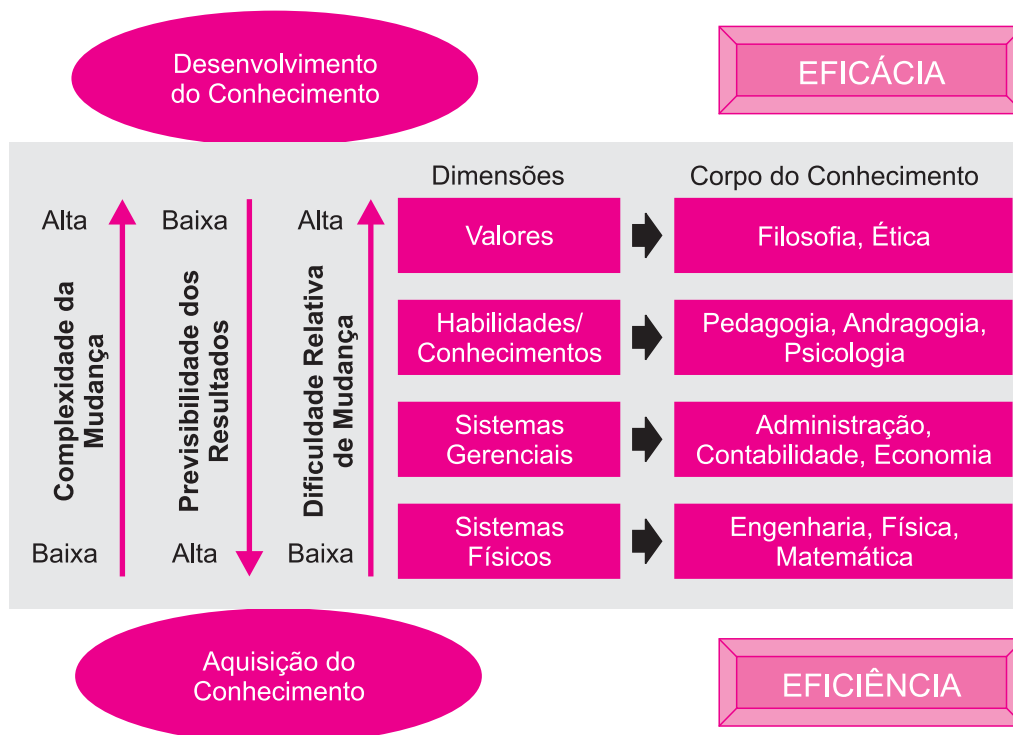 Desenvolvimento
do Conhecimento
EFICÁCIA
Dimensões
Corpo do Conhecimento
Alta
Baixa
Alta
Complexidade da
Mudança
Previsibilidade dos
Resultados
Dificuldade Relativa
de Mudança
Baixa
Alta
Baixa
Valores
Filosofia, Ética
Habilidades/
Conhecimentos
Pedagogia, Andragogia,
Psicologia
Sistemas
Gerenciais
Administração,
Contabilidade, Economia
Sistemas
Físicos
Engenharia, Física,
Matemática
Aquisição do
Conhecimento
EFICIÊNCIA